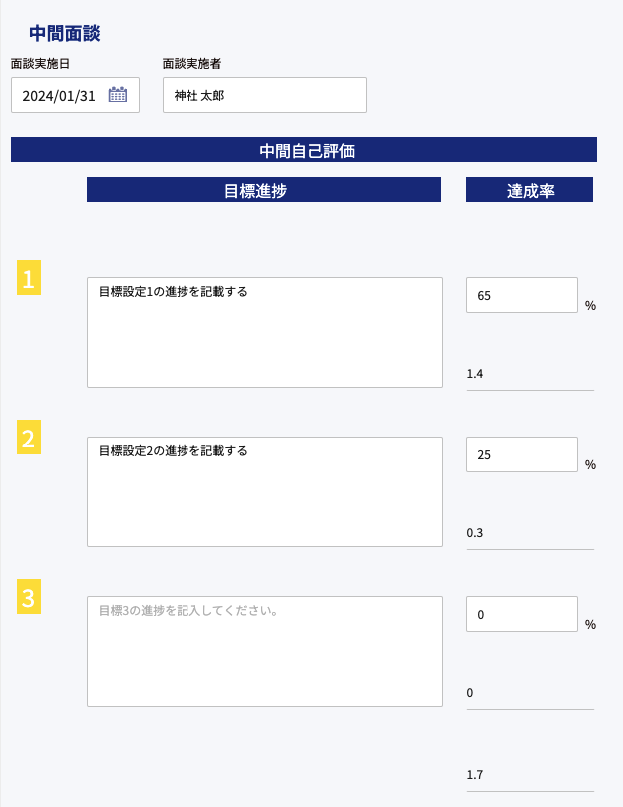 中間面談
面談実施日
面談実施者
2024/01/31
神社 太郎
中間自己評価
目標進捗
達成率
1
目標設定1の進捗を記載する
65
%
1.4
2
目標設定2の進捗を記載する
25
%
0.3
3
目標3の進捗を記入してください。
0
%
0
1.7